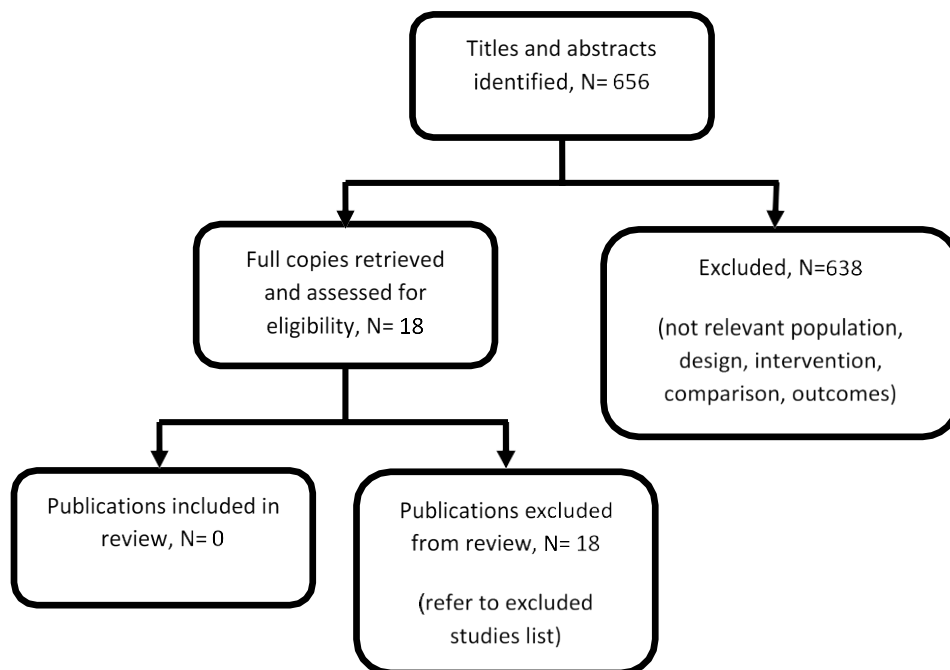 Titles and abstracts
identified, N= 656
Full copies retrieved
and assessed for
eligibility, N= 18
Excluded, N=638
(not relevant population,
design, intervention,
comparison, outcomes)
Publications included in
review, N= 0
Publications excluded
from review, N= 18
(refer to excluded
studies list)